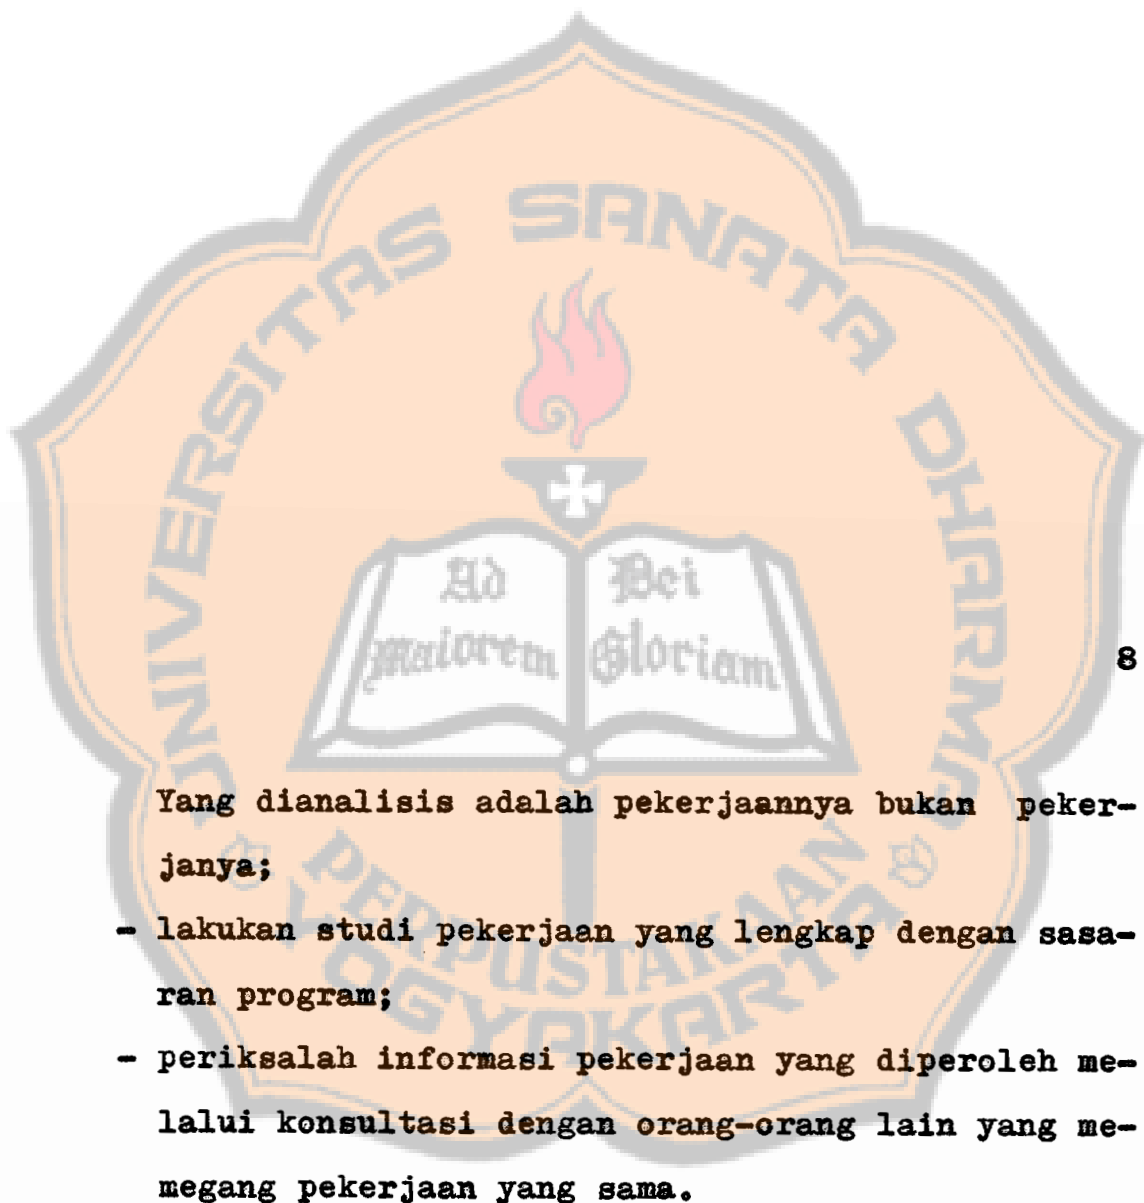 UNIVERSITAS SANATA DHARMA
Ad Dei
Maiorem Gloriam
8
Yang dianalisis adalah pekerjaannya bukan peker-
janya;
- lakukan studi pekerjaan yang lengkap dengan sasa-
ran program;
- periksalah informasi pekerjaan yang diperoleh me-
lalui konsultasi dengan orang-orang lain yang me-
megang pekerjaan yang sama.
PERPUSTAKAAN
YOGYAKARTA